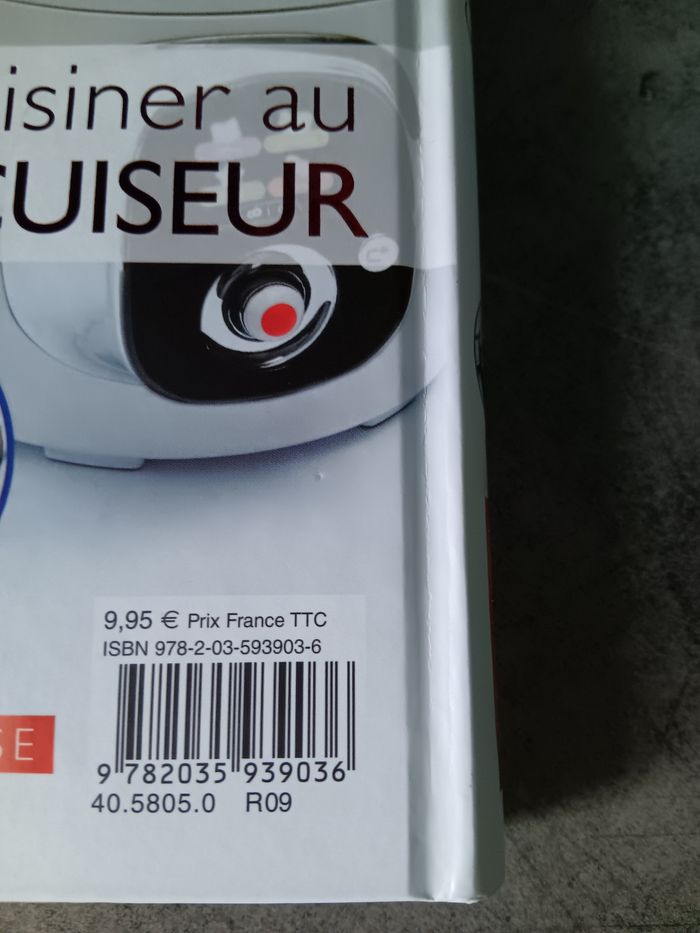 isiner au
CUISEUR
9,95 € Prix France TTC
ISBN 978-2-03-593903-6
SE
9 782035 939036
40.5805.0 R09